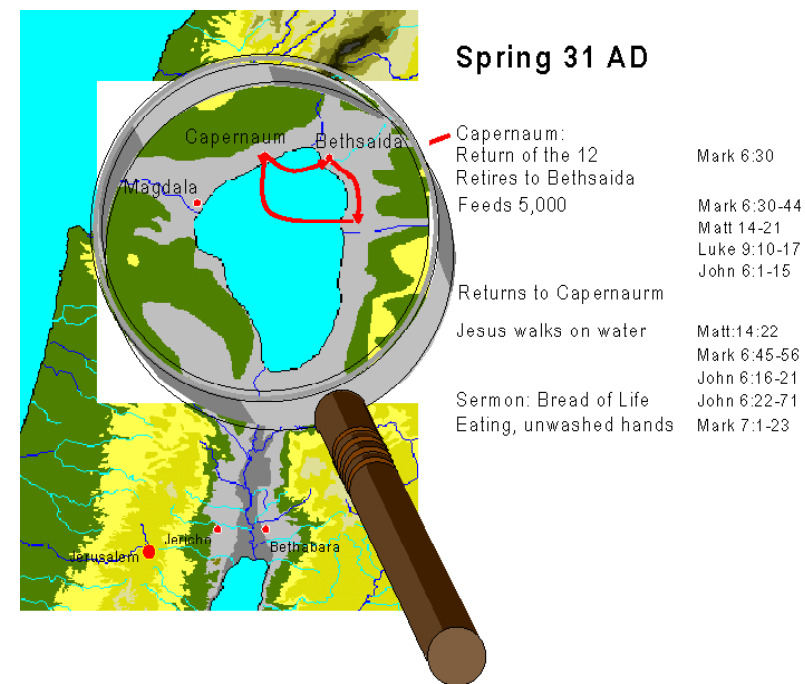 Spring 31 AD
Capernaum:
Return of the 12 Mark 6:30
Retires to Bethsaida
Feeds 5,000 Mark 6:30-44
Matt 14-21
Luke 9:10-17
John 6:1-15
Returns to Capernaurm
Jesus walks on water Matt:14:22
Mark 6:45-56
John 6:16-21
Sermon: Bread of Life John 6:22-71
Eating, unwashed hands Mark 7:1-23
Capernaum
Bethsaida
Magdala
Jericho
Bethabara
Jerusalem